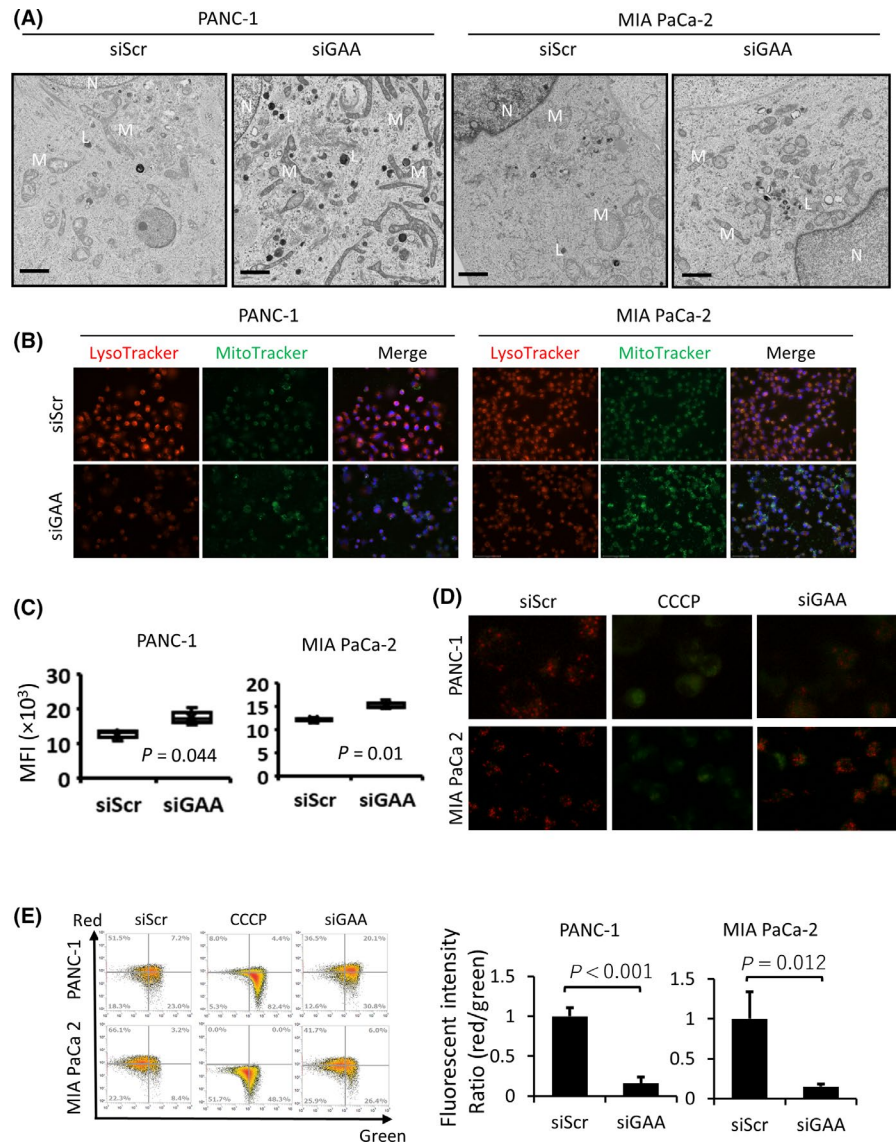 (A)
PANC-1
MIA PaCa-2
siScr
siGAA
siScr
siGAA
N
L
M
M
N
L
M
L
M
M
N
M
M
L
M
L
M
N
(B)
PANC-1
MIA PaCa-2
LysoTracker
MitoTracker
Merge
LysoTracker
MitoTracker
Merge
siScr
siGAA
(C)
PANC-1
MIA PaCa-2
MFI (×10³)
30
20
10
0
P = 0.044
siScr
siGAA
20
15
10
5
0
P = 0.01
siScr
siGAA
(D)
siScr
CCCP
siGAA
PANC-1
MIA PaCa 2
(E)
Red
siScr
CCCP
siGAA
PANC-1
51.5%
7.2%
18.3%
23.0%
8.0%
4.4%
5.3%
82.4%
36.5%
20.1%
12.6%
30.8%
MIA PaCa 2
66.1%
3.2%
22.3%
8.4%
0.0%
0.0%
51.7%
48.3%
41.7%
6.0%
25.9%
26.4%
Green
Fluorescent intensity
Ratio (red/green)
PANC-1
P < 0.001
1.5
1
0.5
0
siScr
siGAA
MIA PaCa-2
P = 0.012
1.5
1
0.5
0
siScr
siGAA